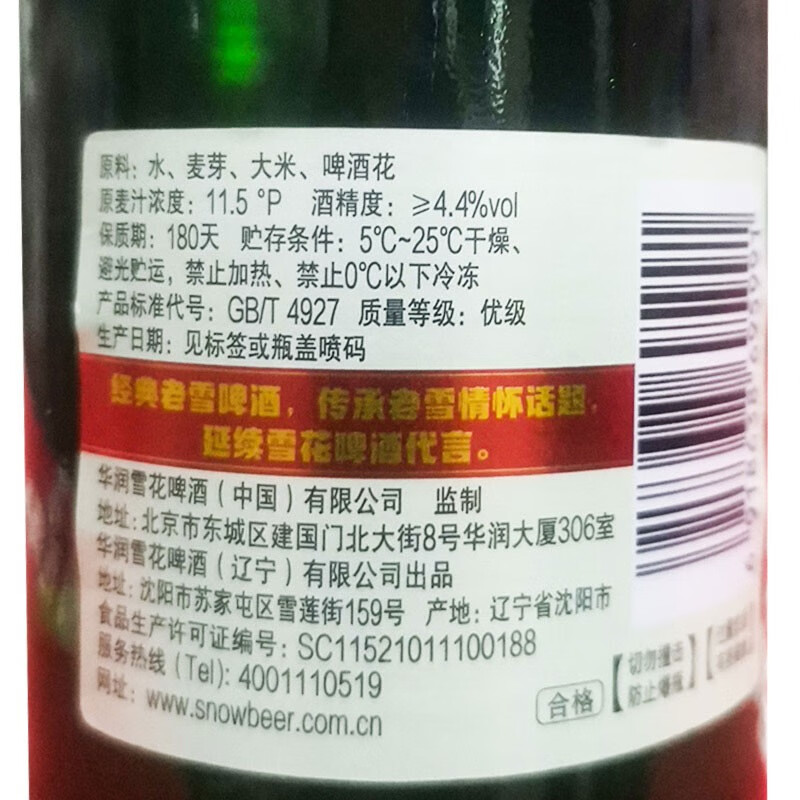 原料：水、麦芽、大米、啤酒花
原麦汁浓度：11.5 °P 酒精度：≥4.4%vol
保质期：180天 贮存条件：5℃~25℃干燥、
避光贮运，禁止加热、禁止0℃以下冷冻
产品标准代号：GB/T 4927 质量等级：优级
生产日期：见标签或瓶盖喷码
经典老雪啤酒，传承老雪情怀话题，
延续雪花啤酒代言。
华润雪花啤酒（中国）有限公司 监制
地址：北京市东城区建国门北大街8号华润大厦306室
华润雪花啤酒（辽宁）有限公司出品
地址：沈阳市苏家屯区雪莲街159号 产地：辽宁省沈阳市
食品生产许可证编号：SC11521011100188
服务热线（Tel）：4001110519
网址：www.snowbeer.com.cn
合格
【切勿撞击
防止爆瓶】